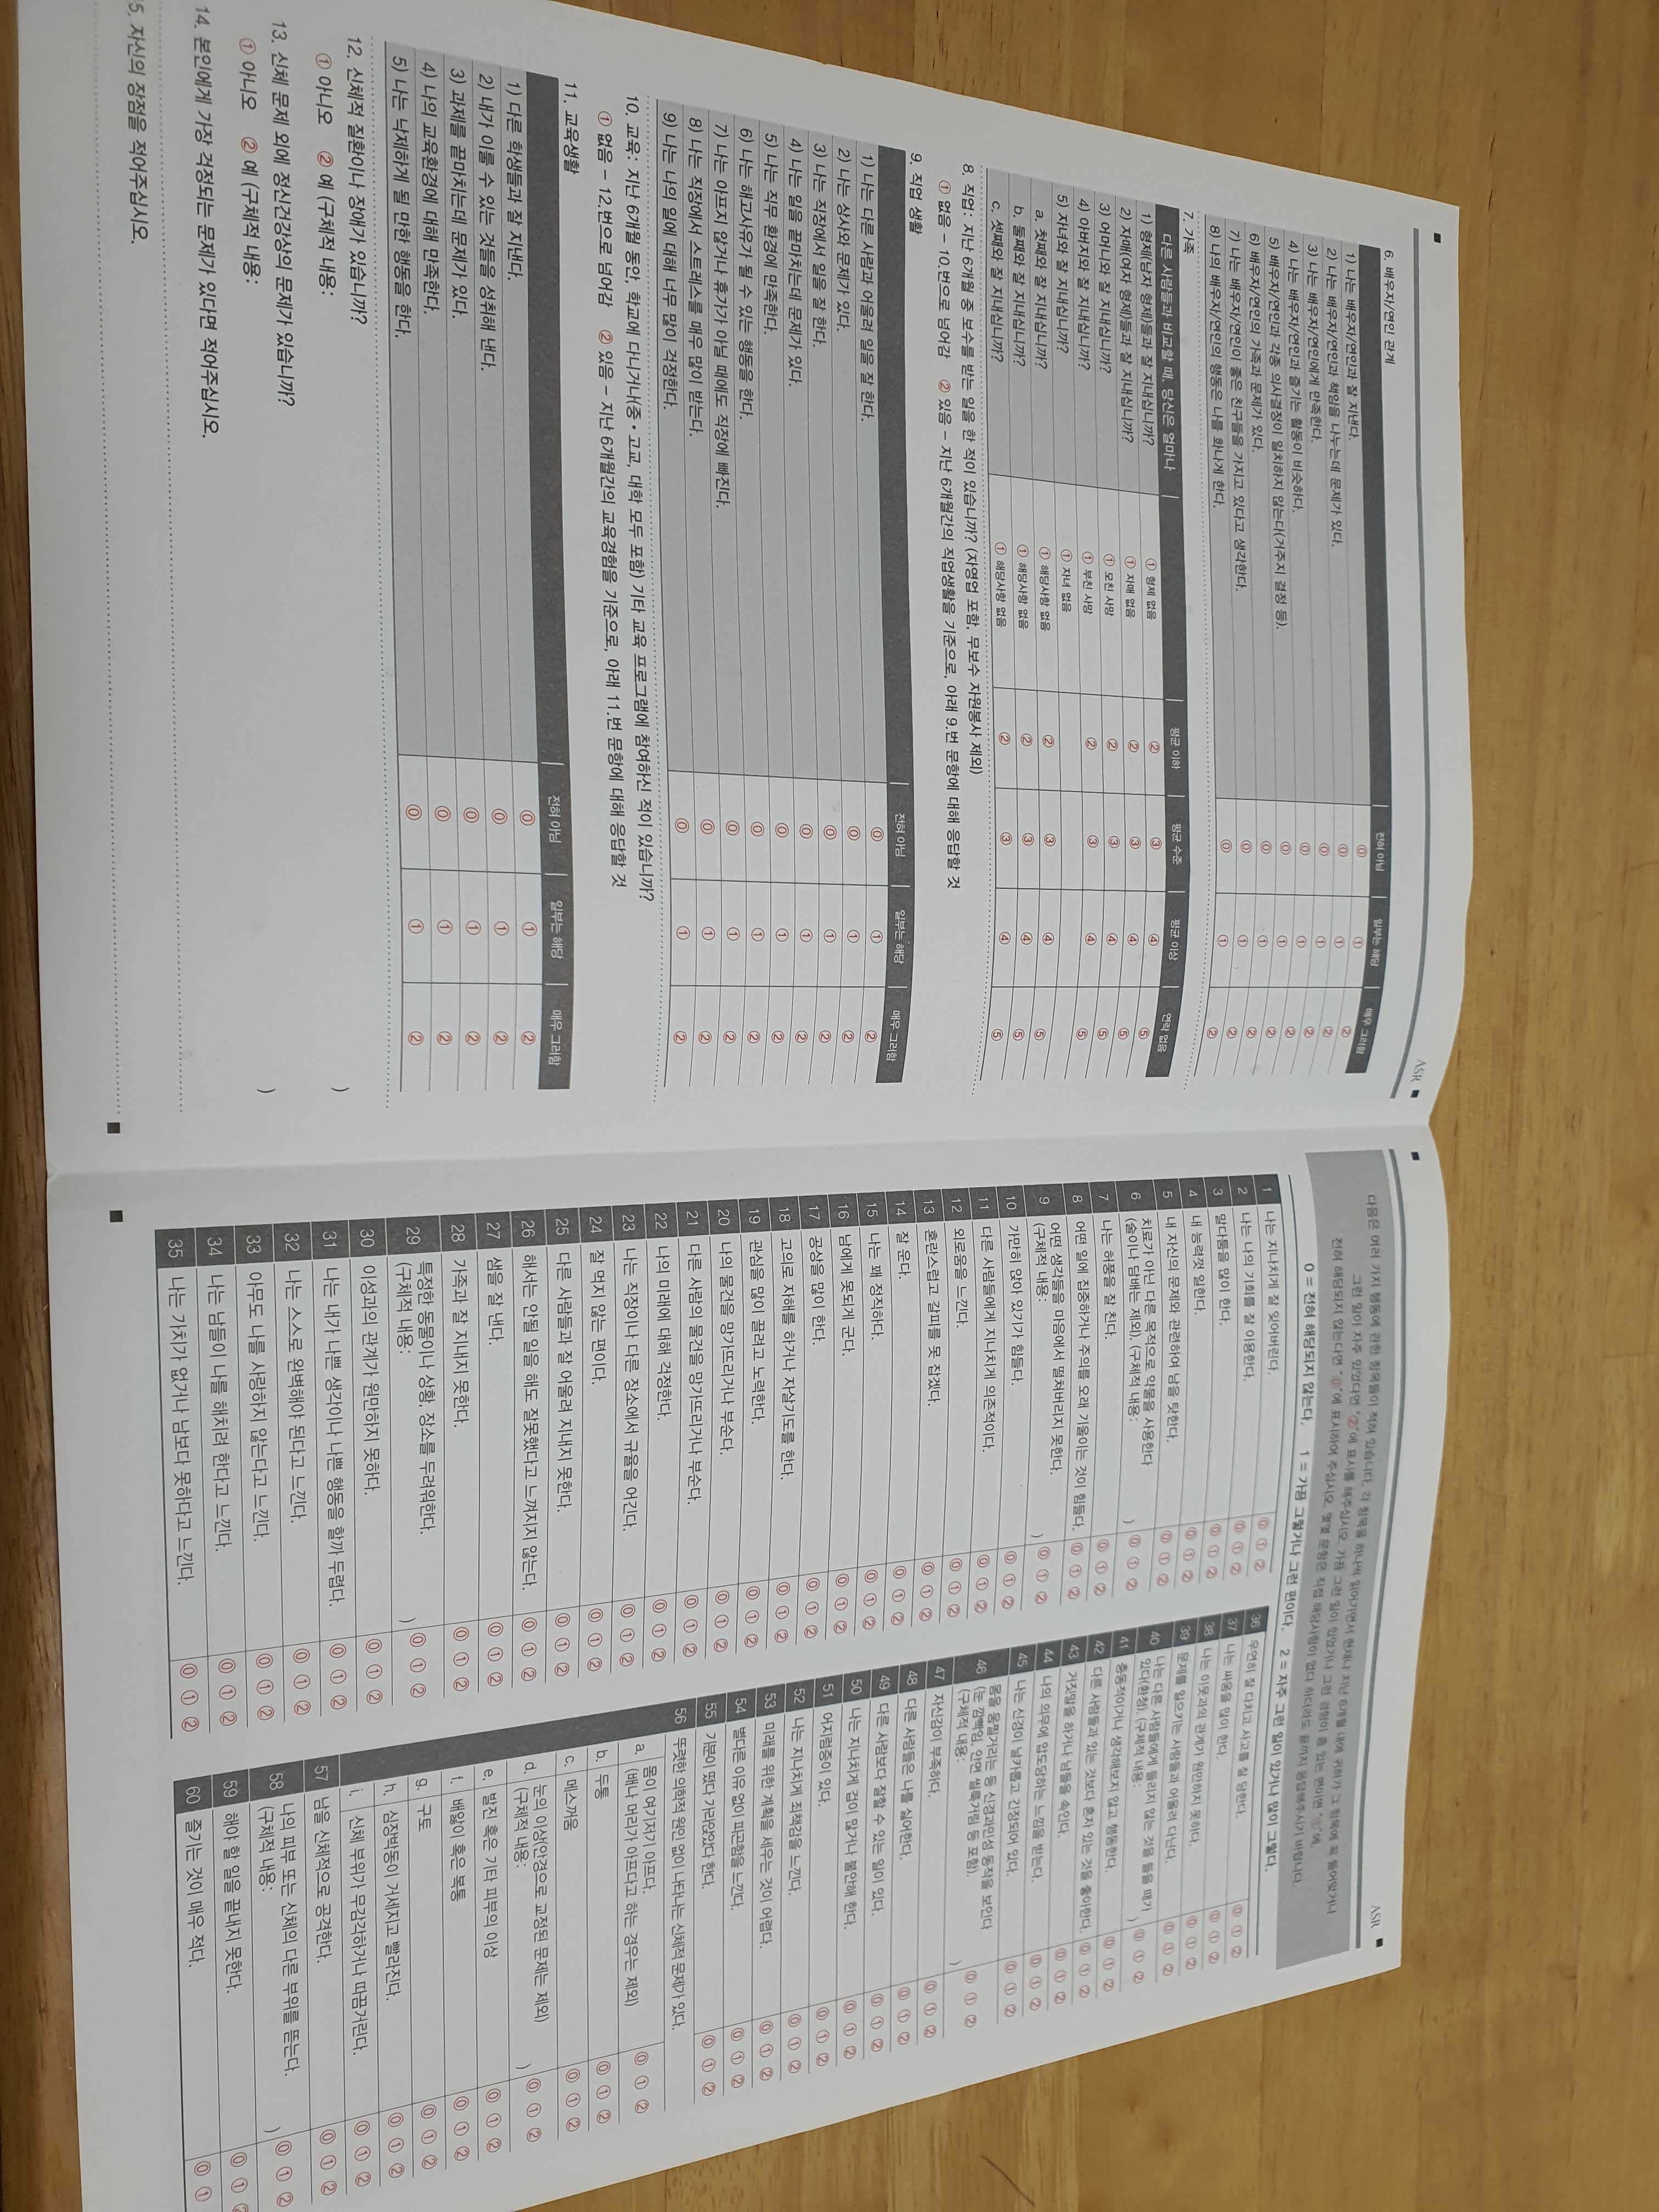 ASR
6. 배우자/연인 관계
전혀 아님 일부는 해당 매우 그러함
1) 나는 배우자/연인과 잘 지낸다. ⓪ ① ②
2) 나는 배우자/연인과 책임을 나누는데 문제가 있다. ⓪ ① ②
3) 나는 배우자/연인에게 만족한다. ⓪ ① ②
4) 나는 배우자/연인과 즐기는 활동이 비슷하다. ⓪ ① ②
5) 배우자/연인과 각종 의사결정이 일치하지 않는다(거주지 결정 등). ⓪ ① ②
6) 배우자/연인의 가족과 문제가 있다. ⓪ ① ②
7) 나는 배우자/연인이 좋은 친구들을 가지고 있다고 생각한다. ⓪ ① ②
8) 나의 배우자/연인의 행동은 나를 화나게 한다. ⓪ ① ②
7. 가족
다른 사람들과 비교할 때, 당신은 얼마나 평균 이하 평균 수준 평균 이상 연락 없음
1) 형제(남자 형제)들과 잘 지내십니까? ① 형제 없음 ② ③ ④ ⑤
2) 자매(여자 형제)들과 잘 지내십니까? ① 자매 없음 ② ③ ④ ⑤
3) 어머니와 잘 지내십니까? ① 모친 사망 ② ③ ④ ⑤
4) 아버지와 잘 지내십니까? ① 부친 사망 ② ③ ④ ⑤
5) 자녀와 잘 지내십니까? ① 자녀 없음
a. 첫째와 잘 지내십니까? ① 해당사항 없음 ② ③ ④ ⑤
b. 둘째와 잘 지내십니까? ① 해당사항 없음 ② ③ ④ ⑤
c. 셋째와 잘 지내십니까? ① 해당사항 없음 ② ③ ④ ⑤
8. 직업: 지난 6개월 중 보수를 받는 일을 한 적이 있습니까? (자영업 포함, 무보수 자원봉사 제외)
① 없음 – 10.번으로 넘어감 ② 있음 – 지난 6개월간의 직업생활을 기준으로, 아래 9.번 문항에 대해 응답할 것
9. 직업 생활
전혀 아님 일부는 해당 매우 그러함
1) 나는 다른 사람과 어울려 일을 잘 한다. ⓪ ① ②
2) 나는 상사와 문제가 있다. ⓪ ① ②
3) 나는 직장에서 일을 잘 한다. ⓪ ① ②
4) 나는 일을 끝마치는데 문제가 있다. ⓪ ① ②
5) 나는 직무 환경에 만족한다. ⓪ ① ②
6) 나는 해고사유가 될 수 있는 행동을 한다. ⓪ ① ②
7) 나는 아프지 않거나 휴가가 아닐 때에도 직장에 빠진다. ⓪ ① ②
8) 나는 직장에서 스트레스를 매우 많이 받는다. ⓪ ① ②
9) 나는 나의 일에 대해 너무 많이 걱정한다. ⓪ ① ②
10. 교육: 지난 6개월 동안, 학교에 다니거나(중·고교, 대학 모두 포함) 기타 교육 프로그램에 참여하신 적이 있습니까?
① 없음 – 12.번으로 넘어감 ② 있음 – 지난 6개월간의 교육경험을 기준으로, 아래 11.번 문항에 대해 응답할 것
11. 교육생활
전혀 아님 일부는 해당 매우 그러함
1) 다른 학생들과 잘 지낸다. ⓪ ① ②
2) 내가 이룰 수 있는 것들을 성취해 낸다. ⓪ ① ②
3) 과제를 끝마치는데 문제가 있다. ⓪ ① ②
4) 나의 교육환경에 대해 만족한다. ⓪ ① ②
5) 나는 낙제하게 될 만한 행동을 한다. ⓪ ① ②
12. 신체적 질환이나 장애가 있습니까?
① 아니오 ② 예 (구체적 내용: )
13. 신체 문제 외에 정신건강상의 문제가 있습니까?
① 아니오 ② 예 (구체적 내용: )
14. 본인에게 가장 걱정되는 문제가 있다면 적어주십시오.
5. 자신의 장점을 적어주십시오.
ASR
다음은 여러 가지 행동에 관한 항목들이 적혀 있습니다. 각 항목을 하나씩 읽어가면서 현재나 지난 6개월 내에 귀하가 그 항목에 꼭 들어맞거나
그런 일이 자주 있었다면 “②”에 표시를 해주십시오. 가끔 그런 일이 있었거나 그런 경향이 좀 있는 편이면 “①”에,
전혀 해당되지 않는다면 “⓪”에 표시하여 주십시오. 몇몇 문항은 직접 해당사항이 없다 하더라도 끝까지 응답해주시기 바랍니다.
0 = 전혀 해당되지 않는다. 1 = 가끔 그렇거나 그런 편이다. 2 = 자주 그런 일이 있거나 많이 그렇다.
1 나는 지나치게 잘 잊어버린다. ⓪ ① ②
2 나는 나의 기회를 잘 이용한다. ⓪ ① ②
3 말다툼을 많이 한다. ⓪ ① ②
4 내 능력껏 일한다. ⓪ ① ②
5 내 자신의 문제와 관련하여 남을 탓한다. ⓪ ① ②
6 치료가 아닌 다른 목적으로 약물을 사용한다
(술이나 담배는 제외). (구체적 내용: ) ⓪ ① ②
7 나는 허풍을 잘 친다. ⓪ ① ②
8 어떤 일에 집중하거나 주의를 오래 기울이는 것이 힘들다. ⓪ ① ②
9 어떤 생각들을 마음에서 떨쳐버리지 못한다.
(구체적 내용: ) ⓪ ① ②
10 가만히 앉아 있기가 힘들다. ⓪ ① ②
11 다른 사람들에게 지나치게 의존적이다. ⓪ ① ②
12 외로움을 느낀다. ⓪ ① ②
13 혼란스럽고 갈피를 못 잡겠다. ⓪ ① ②
14 잘 운다. ⓪ ① ②
15 나는 꽤 정직하다. ⓪ ① ②
16 남에게 못되게 군다. ⓪ ① ②
17 공상을 많이 한다. ⓪ ① ②
18 고의로 자해를 하거나 자살기도를 한다. ⓪ ① ②
19 관심을 많이 끌려고 노력한다. ⓪ ① ②
20 나의 물건을 망가뜨리거나 부순다. ⓪ ① ②
21 다른 사람의 물건을 망가뜨리거나 부순다. ⓪ ① ②
22 나의 미래에 대해 걱정한다. ⓪ ① ②
23 나는 직장이나 다른 장소에서 규율을 어긴다. ⓪ ① ②
24 잘 먹지 않는 편이다. ⓪ ① ②
25 다른 사람들과 잘 어울려 지내지 못한다. ⓪ ① ②
26 해서는 안될 일을 해도 잘못했다고 느껴지지 않는다. ⓪ ① ②
27 샘을 잘 낸다. ⓪ ① ②
28 가족과 잘 지내지 못한다. ⓪ ① ②
29 특정한 동물이나 상황, 장소를 두려워한다.
(구체적 내용: ) ⓪ ① ②
30 이성과의 관계가 원만하지 못하다. ⓪ ① ②
31 나는 내가 나쁜 생각이나 나쁜 행동을 할까 두렵다. ⓪ ① ②
32 나는 스스로 완벽해야 된다고 느낀다. ⓪ ① ②
33 아무도 나를 사랑하지 않는다고 느낀다. ⓪ ① ②
34 나는 남들이 나를 해치려 한다고 느낀다. ⓪ ① ②
35 나는 가치가 없거나 남보다 못하다고 느낀다. ⓪ ① ②
36 우연히 잘 다치고 사고를 잘 당한다. ⓪ ① ②
37 나는 싸움을 많이 한다. ⓪ ① ②
38 나는 이웃과의 관계가 원만하지 못하다. ⓪ ① ②
39 문제를 일으키는 사람들과 어울려 다닌다. ⓪ ① ②
40 나는 다른 사람들에게 들리지 않는 것을 들을 때가
있다(환청). (구체적 내용: ) ⓪ ① ②
41 충동적이거나 생각해보지 않고 행동한다. ⓪ ① ②
42 다른 사람들과 있는 것보다 혼자 있는 것을 좋아한다. ⓪ ① ②
43 거짓말을 하거나 남들을 속인다. ⓪ ① ②
44 나의 의무에 압도당하는 느낌을 받는다. ⓪ ① ②
45 나는 신경이 날카롭고 긴장되어 있다. ⓪ ① ②
46 몸을 움찔거리는 등 신경과민성 동작을 보인다
(눈 깜빡임, 안면 씰룩거림 등 포함).
(구체적 내용: ) ⓪ ① ②
47 자신감이 부족하다. ⓪ ① ②
48 다른 사람들은 나를 싫어한다. ⓪ ① ②
49 다른 사람보다 잘할 수 있는 일이 있다. ⓪ ① ②
50 나는 지나치게 겁이 많거나 불안해 한다. ⓪ ① ②
51 어지럼증이 있다. ⓪ ① ②
52 나는 지나치게 죄책감을 느낀다. ⓪ ① ②
53 미래를 위한 계획을 세우는 것이 어렵다. ⓪ ① ②
54 별다른 이유 없이 피곤함을 느낀다. ⓪ ① ②
55 기분이 떴다 가라앉았다 한다. ⓪ ① ②
56 뚜렷한 의학적 원인 없이 나타나는 신체적 문제가 있다.
a. 몸이 여기저기 아프다.
(배나 머리가 아프다고 하는 경우는 제외) ⓪ ① ②
b. 두통 ⓪ ① ②
c. 메스꺼움 ⓪ ① ②
d. 눈의 이상(안경으로 교정된 문제는 제외)
(구체적 내용: ) ⓪ ① ②
e. 발진 혹은 기타 피부의 이상 ⓪ ① ②
f. 배앓이 혹은 복통 ⓪ ① ②
g. 구토 ⓪ ① ②
h. 심장박동이 거세지고 빨라진다. ⓪ ① ②
i. 신체 부위가 무감각하거나 따끔거린다. ⓪ ① ②
57 남을 신체적으로 공격한다. ⓪ ① ②
58 나의 피부 또는 신체의 다른 부위를 뜯는다.
(구체적 내용: ) ⓪ ① ②
59 해야 할 일을 끝내지 못한다. ⓪ ① ②
60 즐기는 것이 매우 적다. ⓪ ①